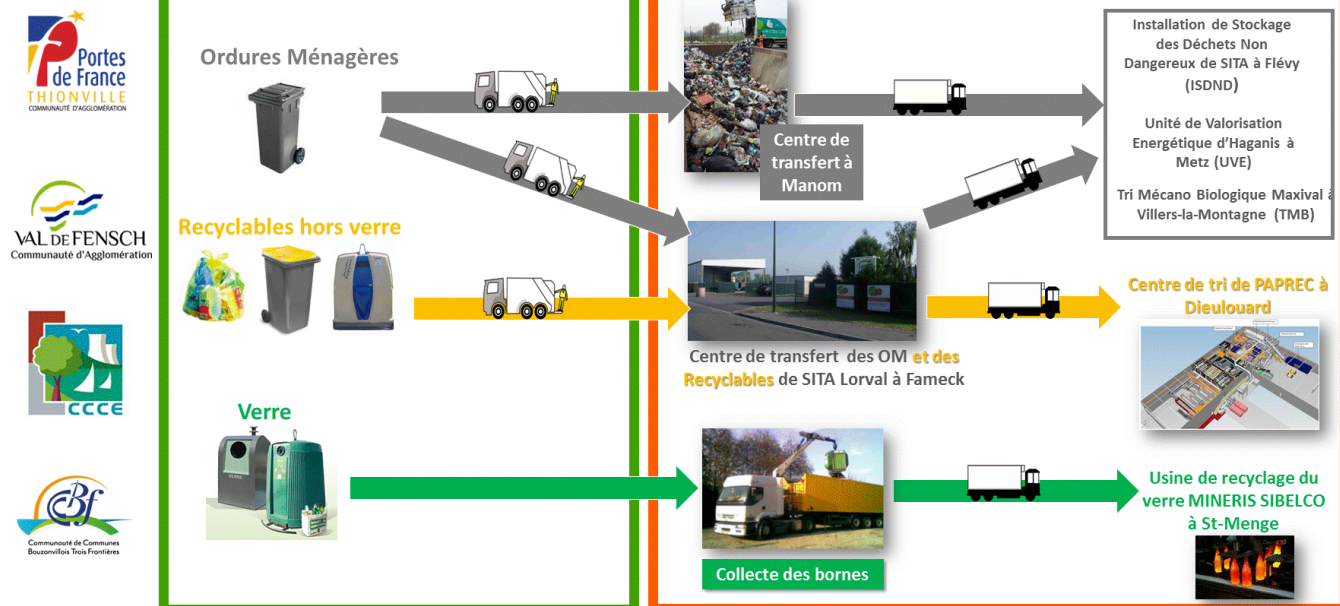 Portes
de France
THIONVILLE
COMMUNAUTÉ D'AGGLOMÉRATION
VAL DE FENSCH
Communauté d'Agglomération
CCCE
CCBf
Communauté de Communes
Bouzonvillois Trois Frontières
Ordures Ménagères
Recyclables hors verre
Verre
VERRE
Centre de
transfert à
Manom
Centre de transfert des OM et des
Recyclables de SITA Lorval à Fameck
Collecte des bornes
Installation de Stockage
des Déchets Non
Dangereux de SITA à Flévy
(ISDND)
Unité de Valorisation
Energétique d'Haganis à
Metz (UVE)
Tri Mécano Biologique Maxival à
Villers-la-Montagne (TMB)
Centre de tri de PAPREC à
Dieulouard
Usine de recyclage du
verre MINERIS SIBELCO
à St-Menge